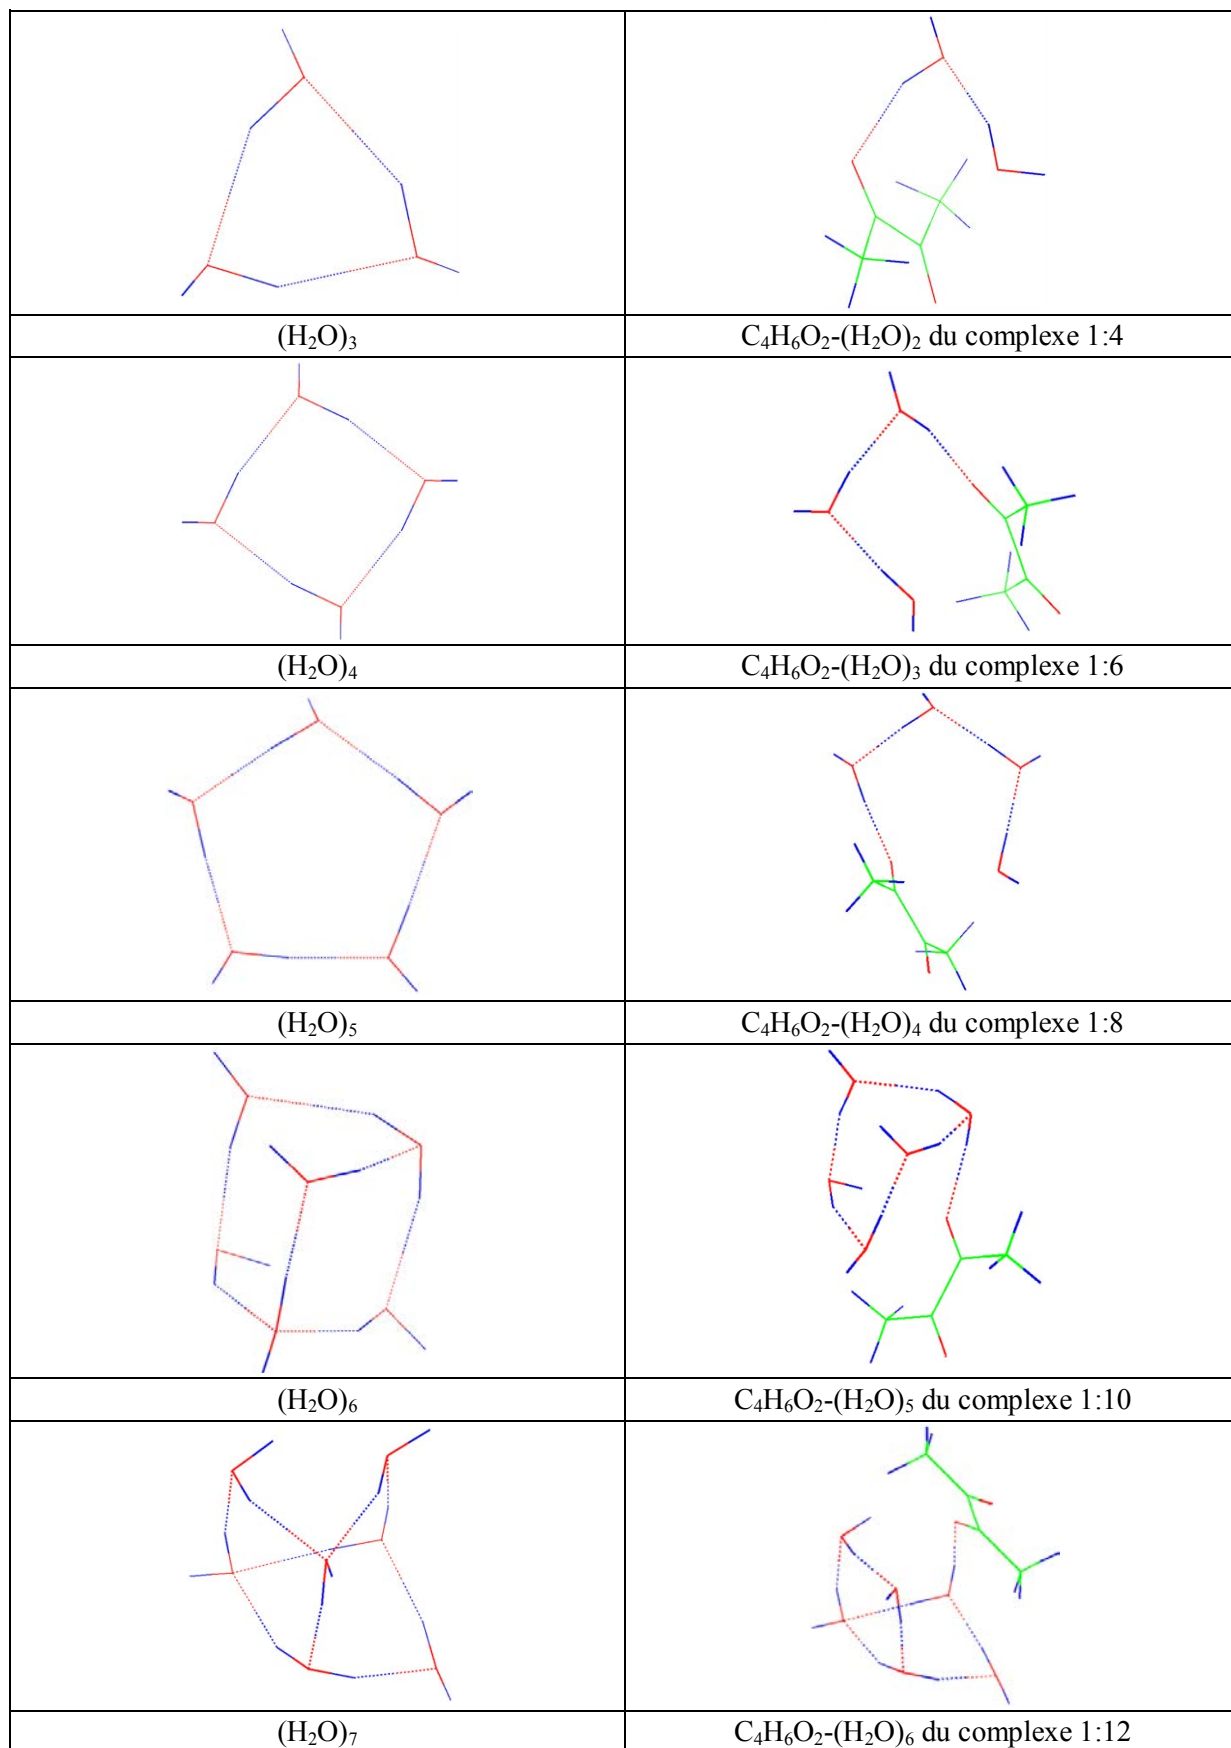 (H₂O)₃
C₄H₆O₂-(H₂O)₂ du complexe 1:4
(H₂O)₄
C₄H₆O₂-(H₂O)₃ du complexe 1:6
(H₂O)₅
C₄H₆O₂-(H₂O)₄ du complexe 1:8
(H₂O)₆
C₄H₆O₂-(H₂O)₅ du complexe 1:10
(H₂O)₇
C₄H₆O₂-(H₂O)₆ du complexe 1:12